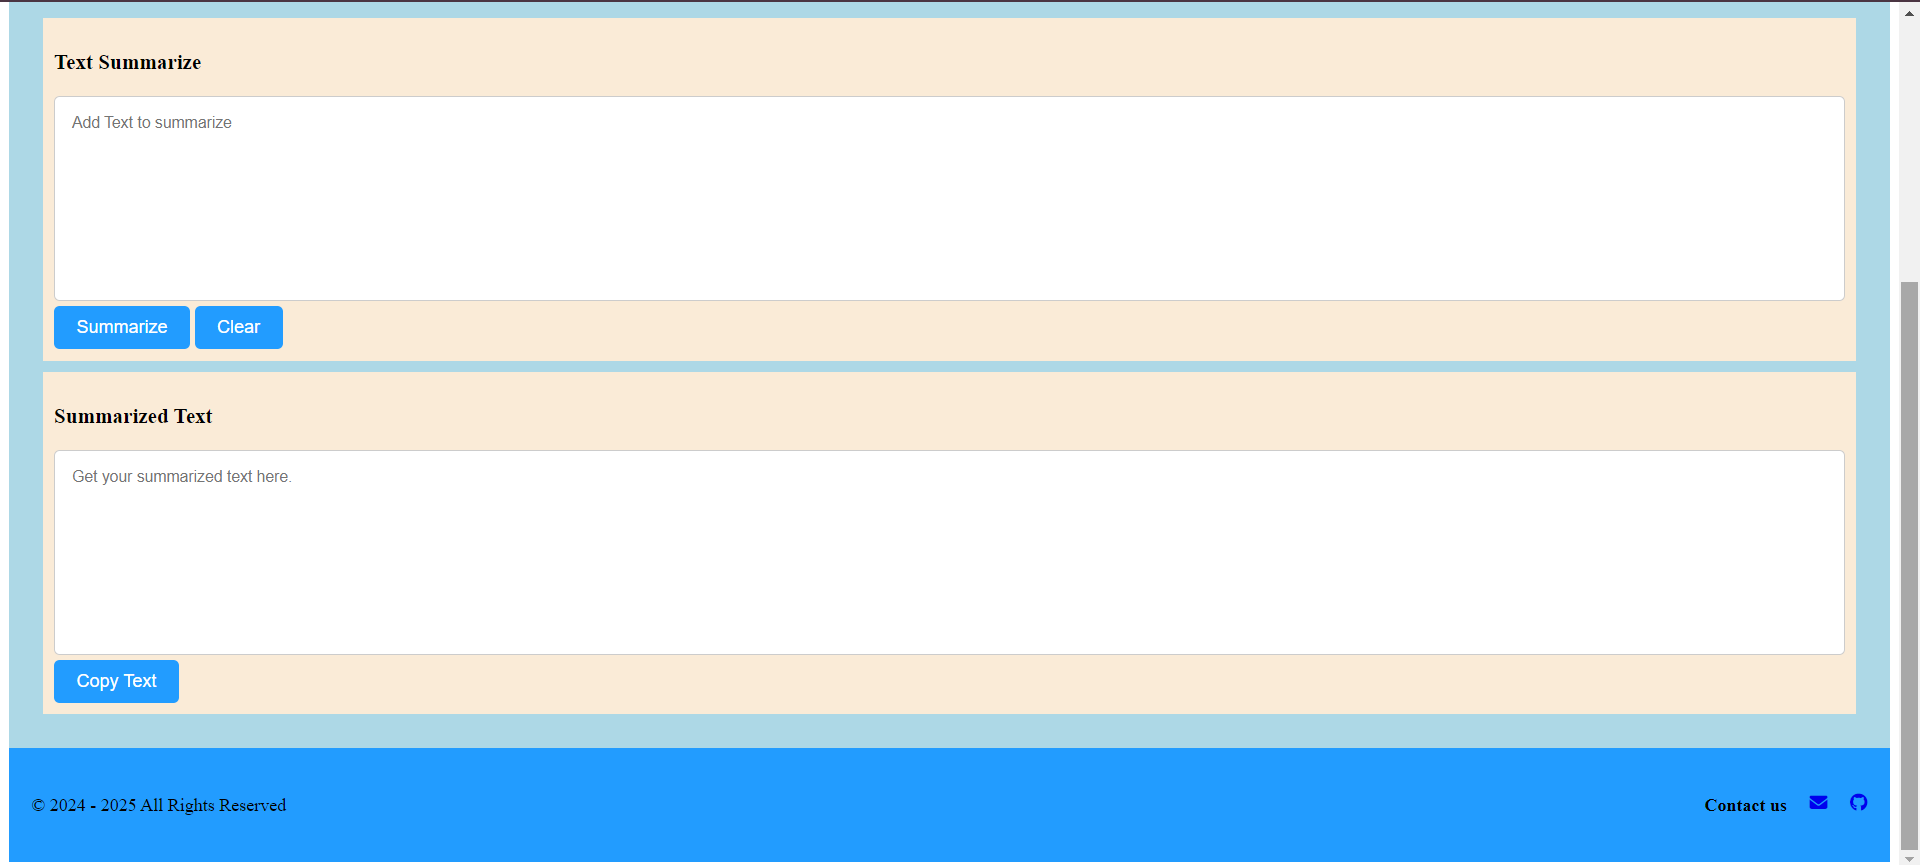 Text Summarize
Add Text to summarize
Summarize Clear
Summarized Text
Get your summarized text here.
Copy Text
© 2024 - 2025 All Rights Reserved
Contact us